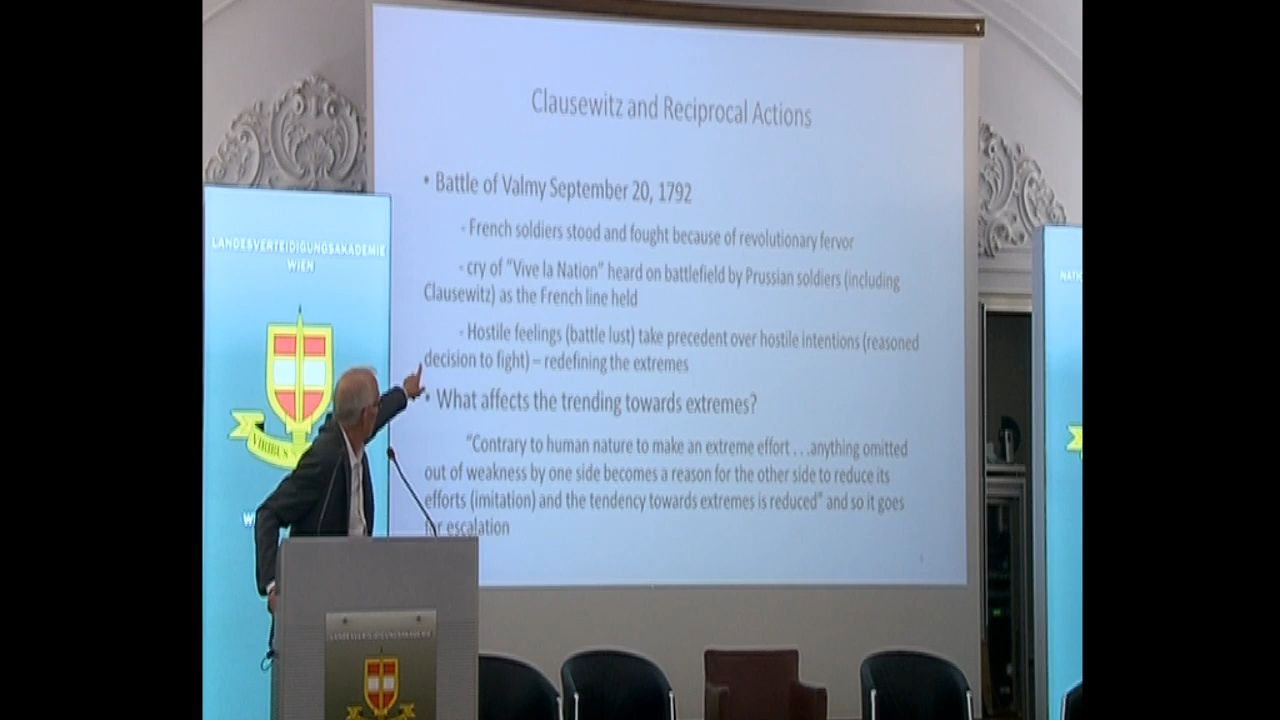 Clausewitz and Reciprocal Actions
• Battle of Valmy September 20, 1792
- French soldiers stood and fought because of revolutionary fervor
- cry of "Vive la Nation" heard on battlefield by Prussian soldiers (including
Clausewitz) as the French line held
- Hostile feelings (battle lust) take precedent over hostile intentions (reasoned
decision to fight) – redefining the extremes
• What affects the trending towards extremes?
"Contrary to human nature to make an extreme effort . . .anything omitted
out of weakness by one side becomes a reason for the other side to reduce its
efforts (imitation) and the tendency towards extremes is reduced" and so it goes
for escalation
LANDESVERTEIDIGUNGSAKADEMIE
WIEN
VIRIBUS
W
NATI
LANDESVERTEIDIGUNGSAKADEMIE